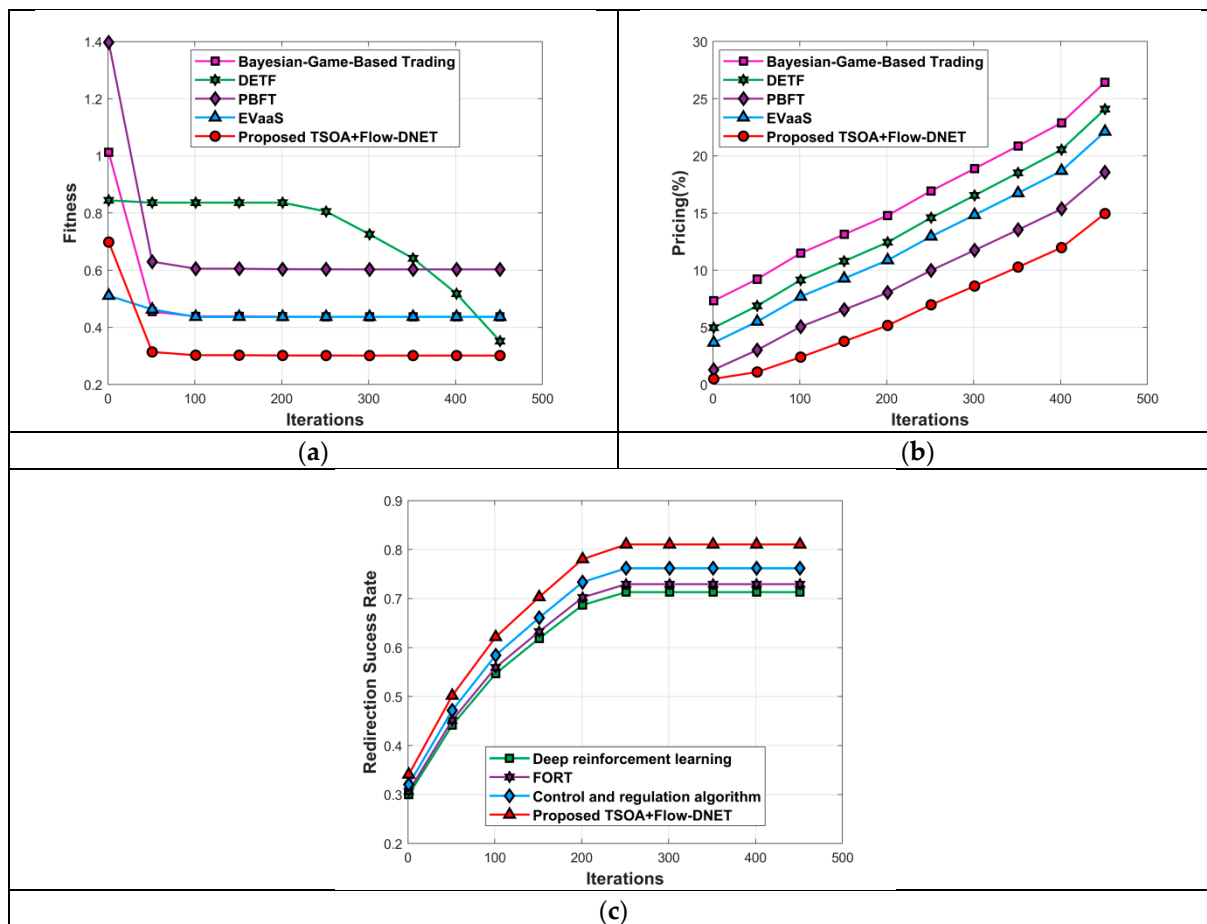 1.4
1.2
1
0.8
0.6
0.4
0.2
Fitness
Bayesian-Game-Based Trading
DETF
PBFT
EVaaS
Proposed TSOA+Flow-DNET
0 100 200 300 400 500
Iterations
(a)
30
25
20
15
10
5
0
Pricing(%)
Bayesian-Game-Based Trading
DETF
PBFT
EVaaS
Proposed TSOA+Flow-DNET
0 100 200 300 400 500
Iterations
(b)
0.9
0.8
0.7
0.6
0.5
0.4
0.3
0.2
Redirection Sucess Rate
Deep reinforcement learning
FORT
Control and regulation algorithm
Proposed TSOA+Flow-DNET
0 100 200 300 400 500
Iterations
(c)